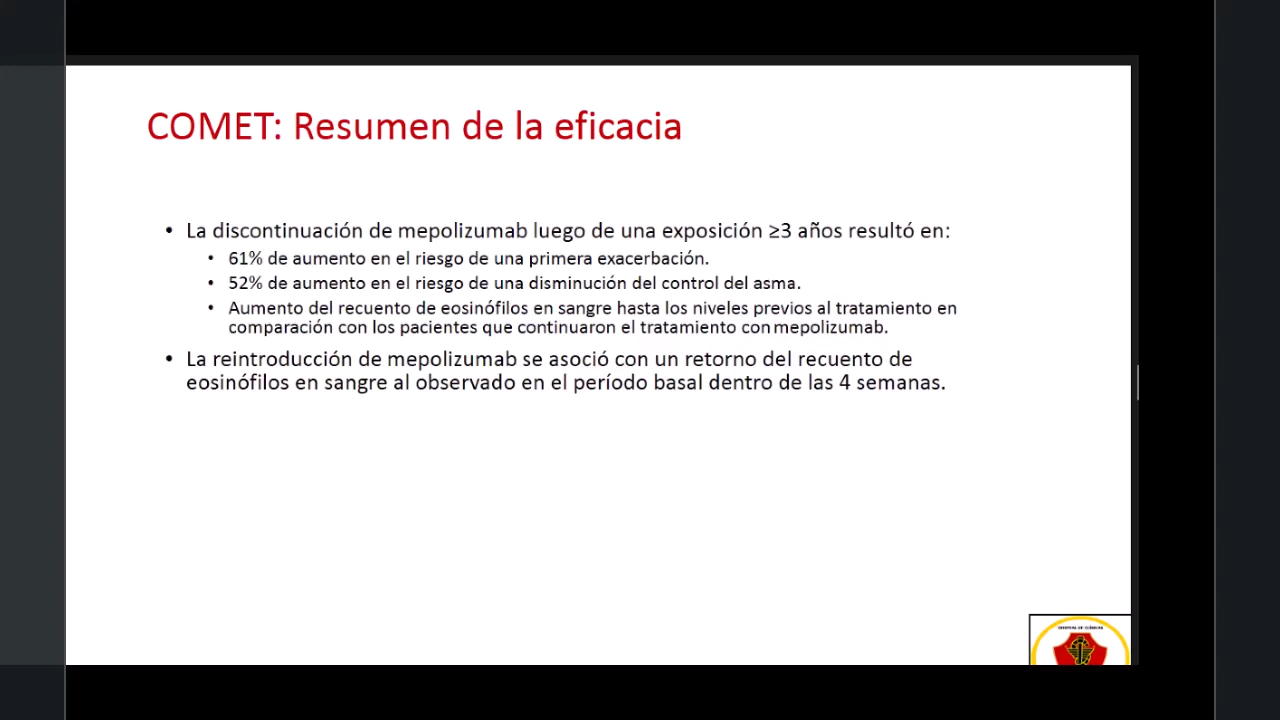 COMET: Resumen de la eficacia
• La discontinuación de mepolizumab luego de una exposición ≥3 años resultó en:
• 61% de aumento en el riesgo de una primera exacerbación.
• 52% de aumento en el riesgo de una disminución del control del asma.
• Aumento del recuento de eosinófilos en sangre hasta los niveles previos al tratamiento en
comparación con los pacientes que continuaron el tratamiento con mepolizumab.
• La reintroducción de mepolizumab se asoció con un retorno del recuento de
eosinófilos en sangre al observado en el período basal dentro de las 4 semanas.
HOSPITAL DE CLÍNICAS